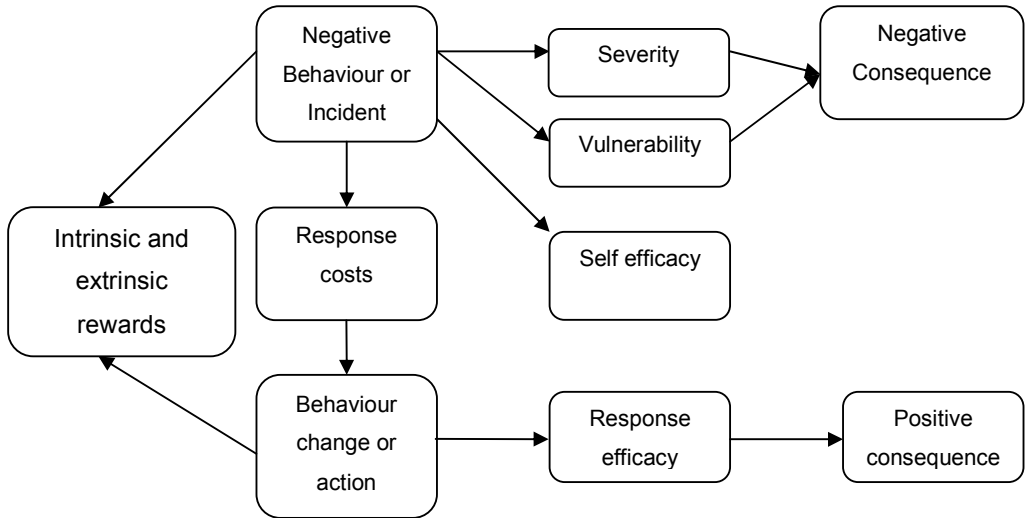 Negative
Behaviour or
Incident
Severity
Negative
Consequence
Vulnerability
Intrinsic and
extrinsic
rewards
Response
costs
Self efficacy
Behaviour
change or
action
Response
efficacy
Positive
consequence